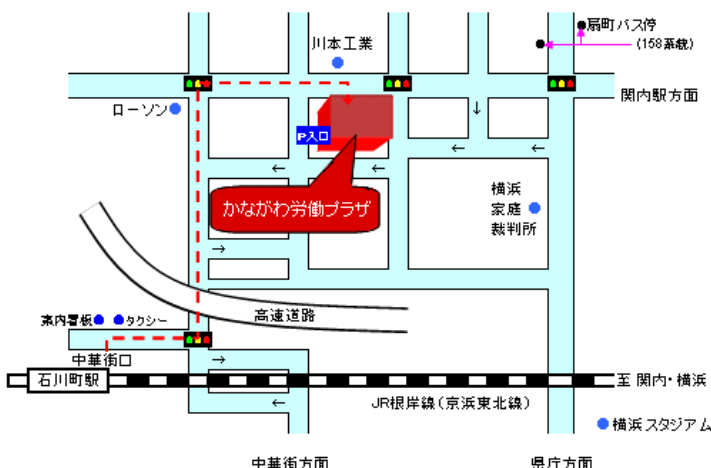 扇町バス停
(158系統)
川本工業
関内駅方面
ローソン
P入口
かながわ労働プラザ
横浜
家庭
裁判所
高速道路
案内看板
タクシー
中華街口
石川町駅
至 関内・横浜
JR根岸線(京浜東北線)
横浜スタジアム
中華街方面
県庁方面